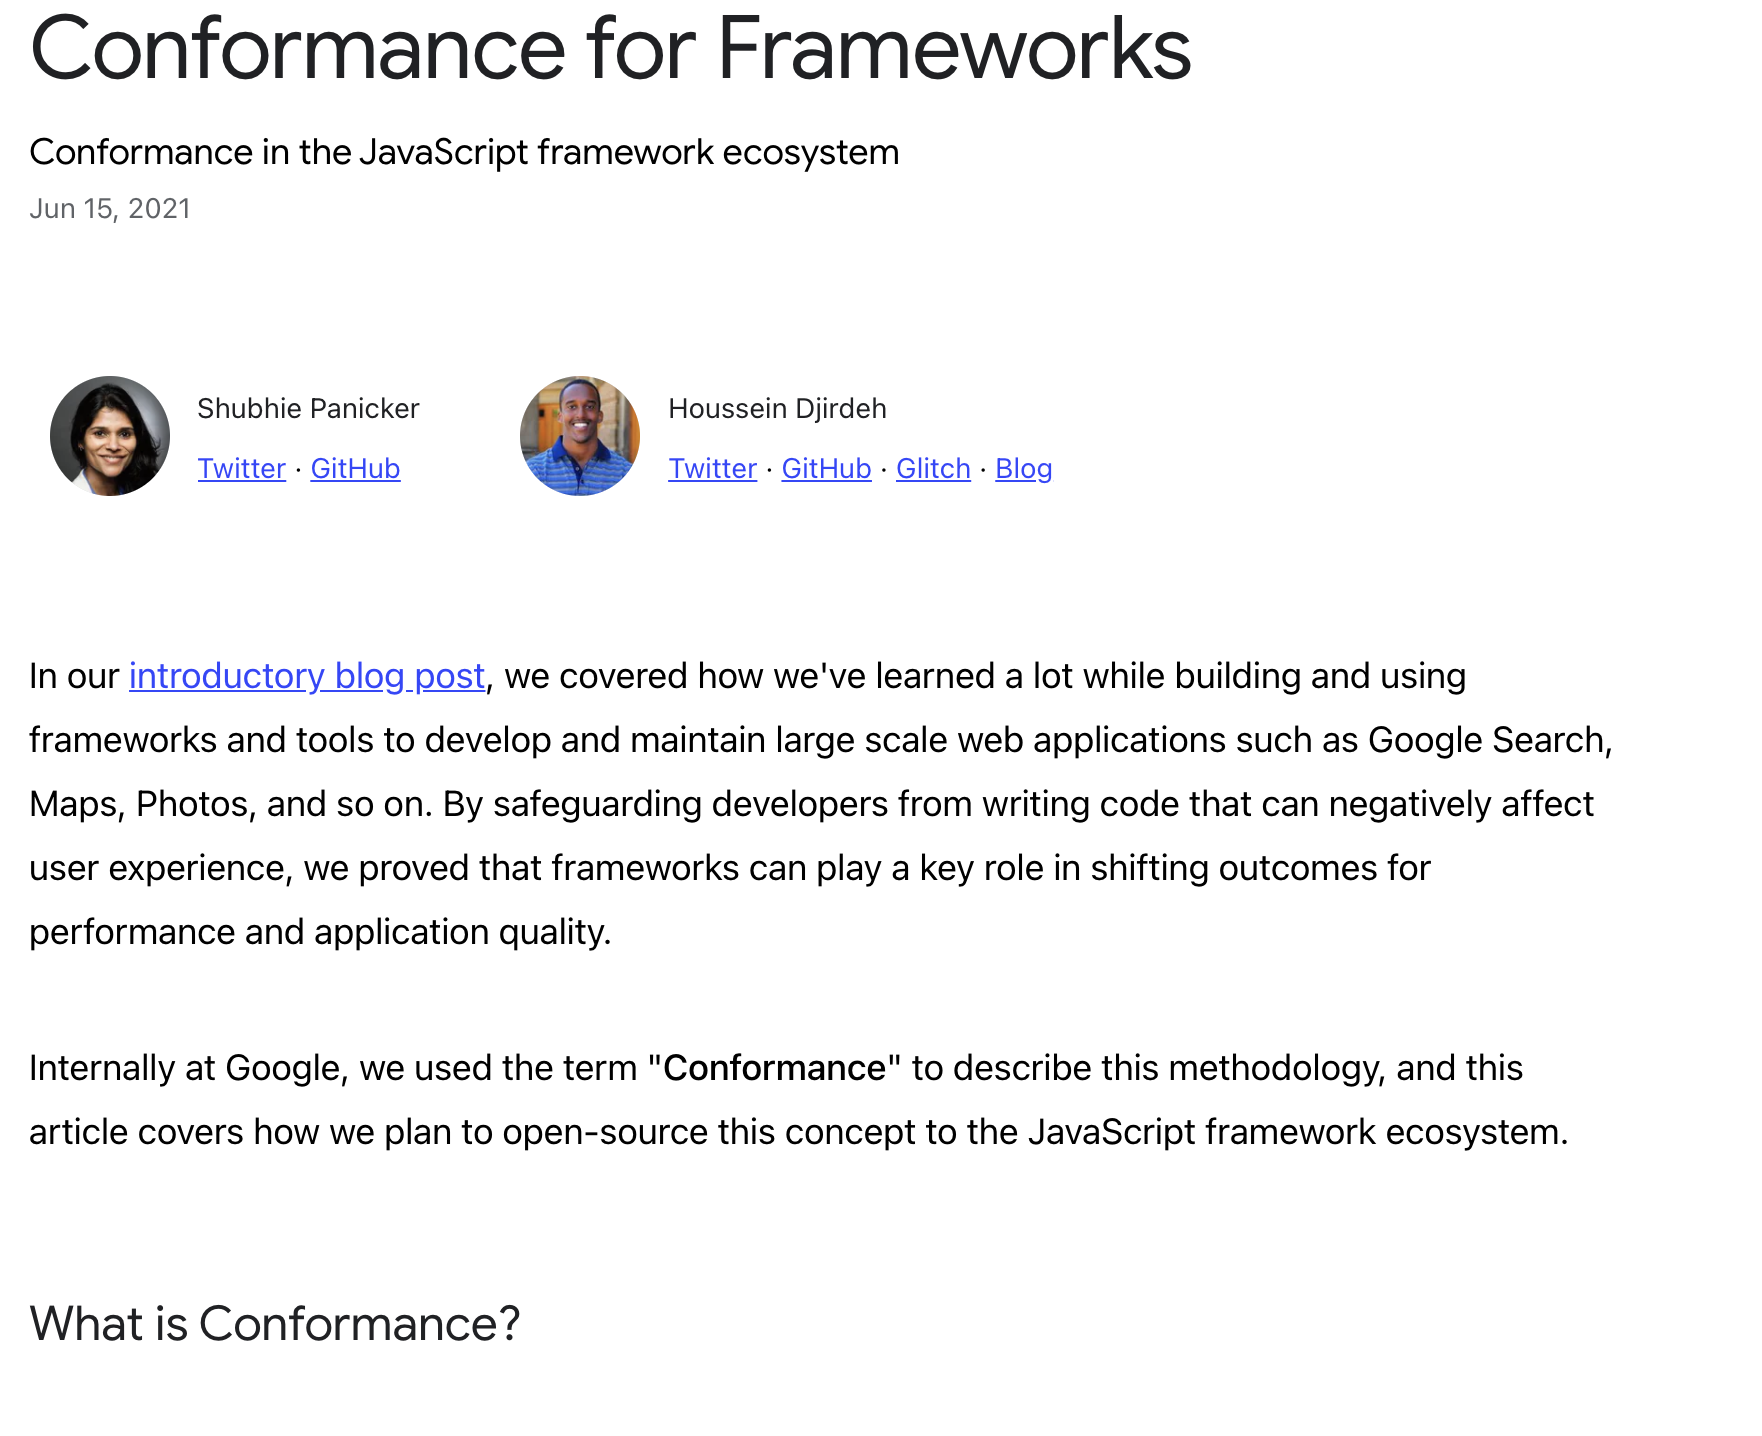 Conformance for Frameworks
Conformance in the JavaScript framework ecosystem
Jun 15, 2021
Shubhie Panicker
Twitter · GitHub
Houssein Djirdeh
Twitter · GitHub · Glitch · Blog
In our introductory blog post, we covered how we've learned a lot while building and using
frameworks and tools to develop and maintain large scale web applications such as Google Search,
Maps, Photos, and so on. By safeguarding developers from writing code that can negatively affect
user experience, we proved that frameworks can play a key role in shifting outcomes for
performance and application quality.
Internally at Google, we used the term "Conformance" to describe this methodology, and this
article covers how we plan to open-source this concept to the JavaScript framework ecosystem.
What is Conformance?